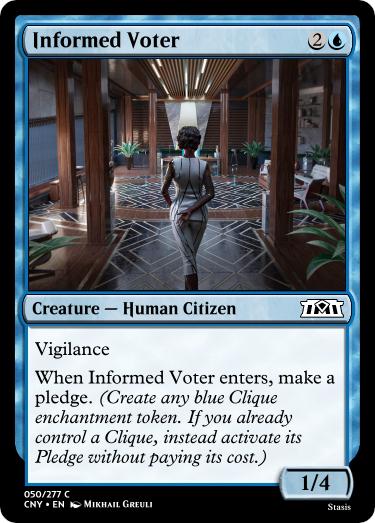 Informed Voter 2
Creature — Human Citizen
Vigilance
When Informed Voter enters, make a
pledge. (Create any blue Clique
enchantment token. If you already
control a Clique, instead activate its
Pledge without paying its cost.)
1/4
050/277 C
CNY • EN Mikhail Greuli
Stasis